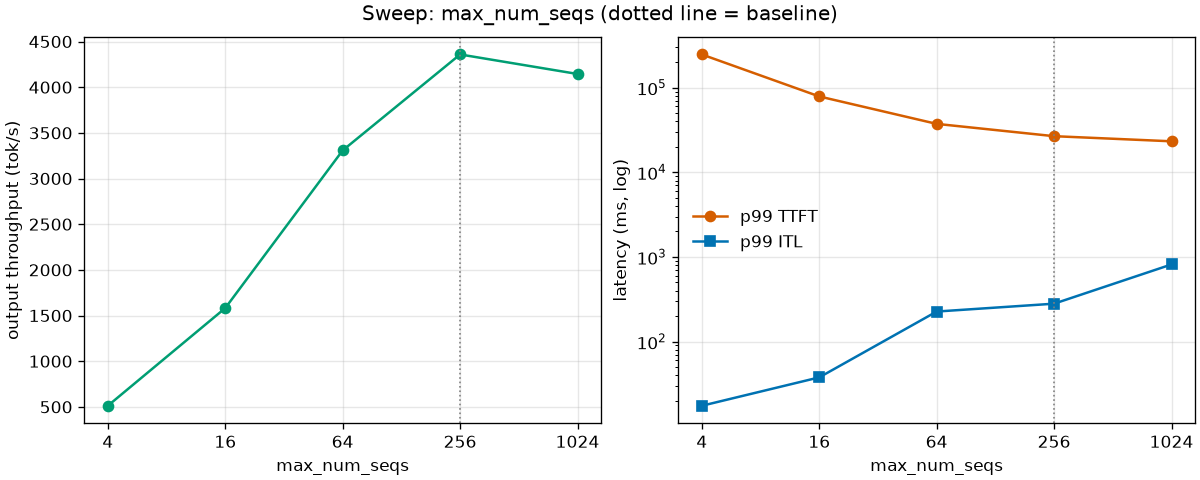 Sweep: max_num_seqs (dotted line = baseline)
output throughput (tok/s)
4500
4000
3500
3000
2500
2000
1500
1000
500
4 16 64 256 1024
max_num_seqs
latency (ms, log)
10^5
10^4
10^3
10^2
p99 TTFT
p99 ITL
4 16 64 256 1024
max_num_seqs